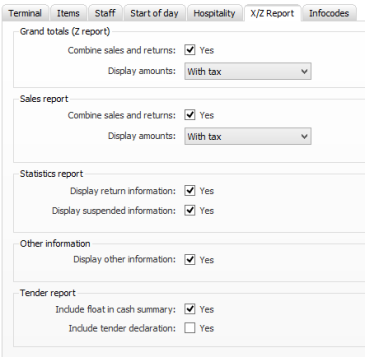 Terminal Items Staff Start of day Hospitality X/Z Report Infocodes
Grand totals (Z report)
Combine sales and returns: Yes
Display amounts: With tax
Sales report
Combine sales and returns: Yes
Display amounts: With tax
Statistics report
Display return information: Yes
Display suspended information: Yes
Other information
Display other information: Yes
Tender report
Include float in cash summary: Yes
Include tender declaration: Yes